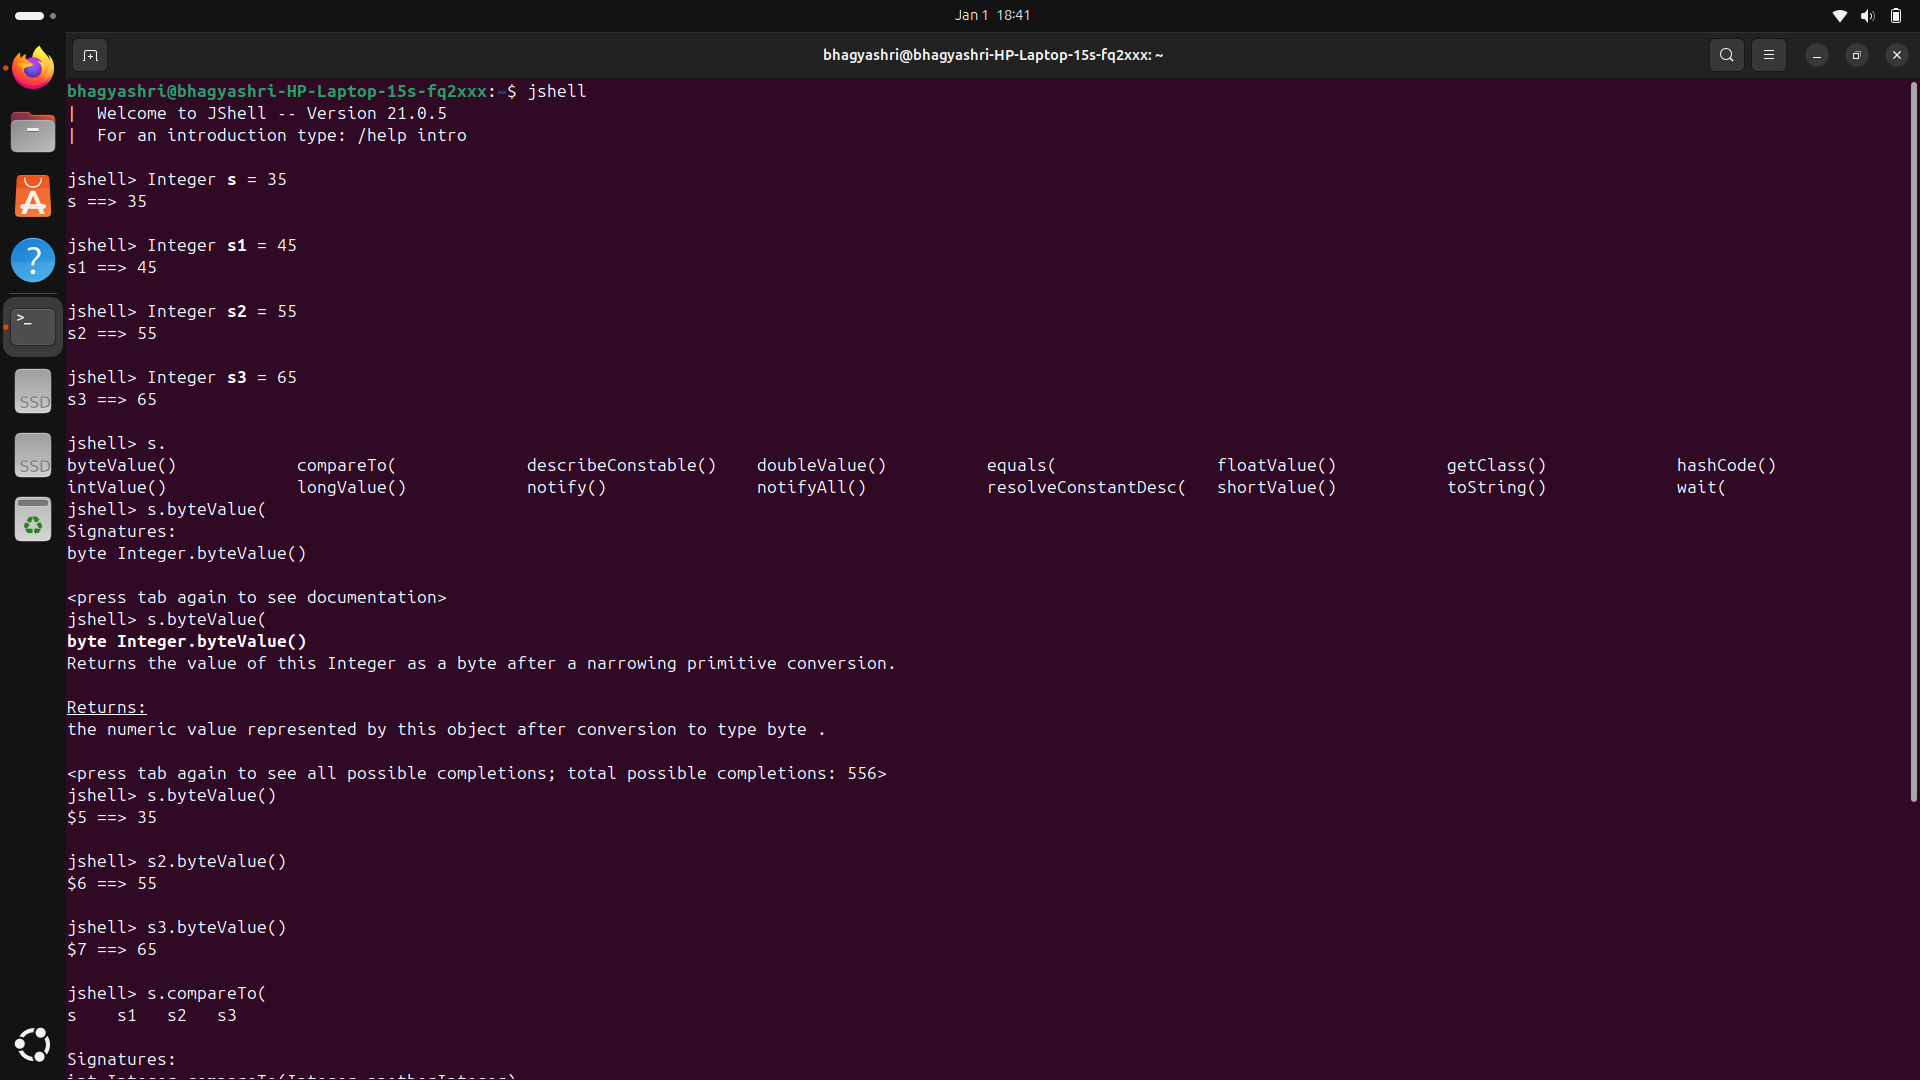 Jan 1 18:41
bhagyashri@bhagyashri-HP-Laptop-15s-fq2xxx: ~
bhagyashri@bhagyashri-HP-Laptop-15s-fq2xxx:~$ jshell
|  Welcome to JShell -- Version 21.0.5
|  For an introduction type: /help intro
jshell> Integer s = 35
s ==> 35
jshell> Integer s1 = 45
s1 ==> 45
jshell> Integer s2 = 55
s2 ==> 55
jshell> Integer s3 = 65
s3 ==> 65
jshell> s.
byteValue() compareTo( describeConstable() doubleValue() equals( floatValue() getClass() hashCode()
intValue() longValue() notify() notifyAll() resolveConstantDesc( shortValue() toString() wait(
jshell> s.byteValue(
Signatures:
byte Integer.byteValue()
<press tab again to see documentation>
jshell> s.byteValue(
byte Integer.byteValue()
Returns the value of this Integer as a byte after a narrowing primitive conversion.
Returns:
the numeric value represented by this object after conversion to type byte .
<press tab again to see all possible completions; total possible completions: 556>
jshell> s.byteValue()
$5 ==> 35
jshell> s2.byteValue()
$6 ==> 55
jshell> s3.byteValue()
$7 ==> 65
jshell> s.compareTo(
s s1 s2 s3
Signatures:
int Integer.compareTo(Integer anotherInteger)
SSD
SSD